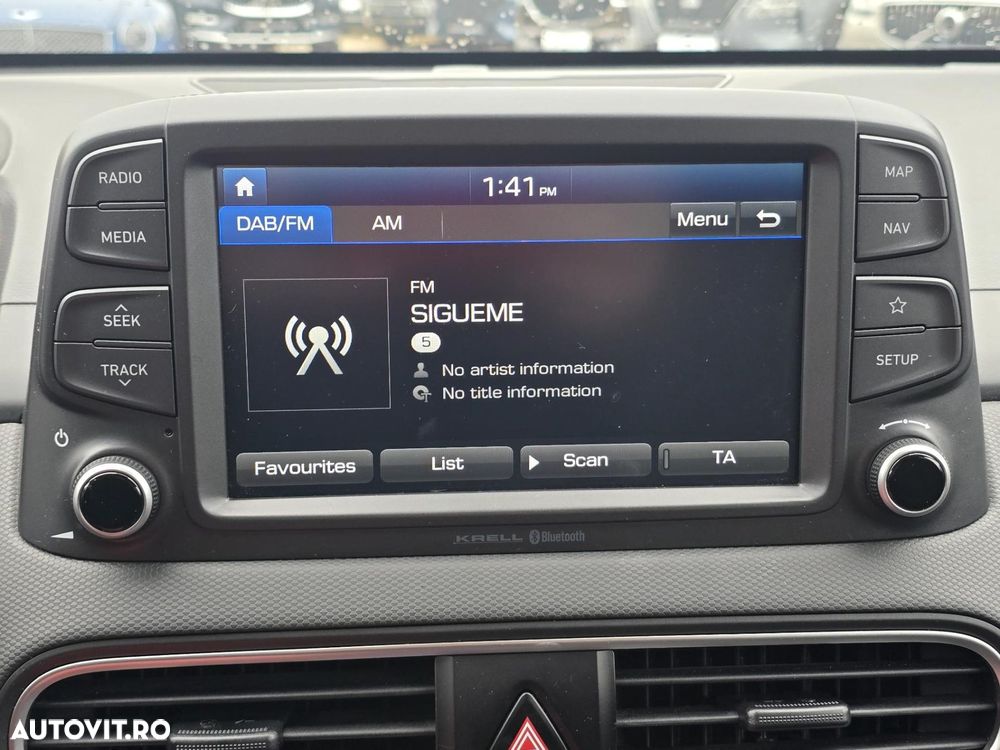 RADIO
MEDIA
SEEK
TRACK
1:41 PM
DAB/FM AM Menu
FM
SIGUEME
5
No artist information
No title information
Favourites List Scan TA
MAP
NAV
SETUP
KRELL Bluetooth
AUTOVIT.RO